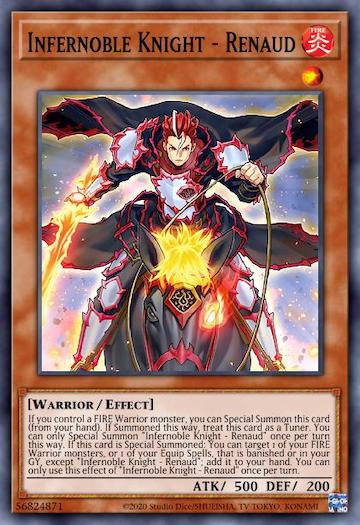 INFERNOBLE KNIGHT - RENAUD
FIRE
炎
[WARRIOR / EFFECT]
If you control a FIRE Warrior monster, you can Special Summon this card
(from your hand). If Summoned this way, treat this card as a Tuner. You
can only Special Summon "Infernoble Knight - Renaud" once per turn
this way. If this card is Special Summoned: You can target 1 of your FIRE
Warrior monsters, or 1 of your Equip Spells, that is banished or in your
GY, except "Infernoble Knight - Renaud"; add it to your hand. You can only
use this effect of "Infernoble Knight - Renaud" once per turn.
ATK/ 500 DEF/ 200
56824871
©2020 Studio Dice/SHUEISHA, TV TOKYO, KONAMI